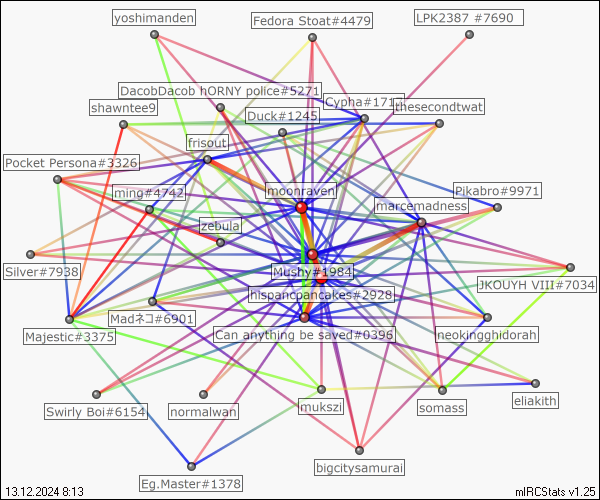 yoshimanden
Fedora Stoat#4479
LPK2387 #7690
DacobDacob hORNY police#5271
shawntee9
Duck#1245
Cypha#171
thesecondtwat
frisout
Pocket Persona#3326
ming#4742
moonraven
marcemadness
Pikabro#9971
zebula
Silver#7938
Mushy#1984
JKOUYH VIII#7034
hispanicpancakes#2928
Madネコ#6901
Majestic#3375
Can anything be saved#0396
neokingghidorah
Swirly Boi#6154
normalwan
mukszi
somass
eliakith
bigcitysamurai
Eg.Master#1378
13.12.2024 8:13
mIRCStats v1.25